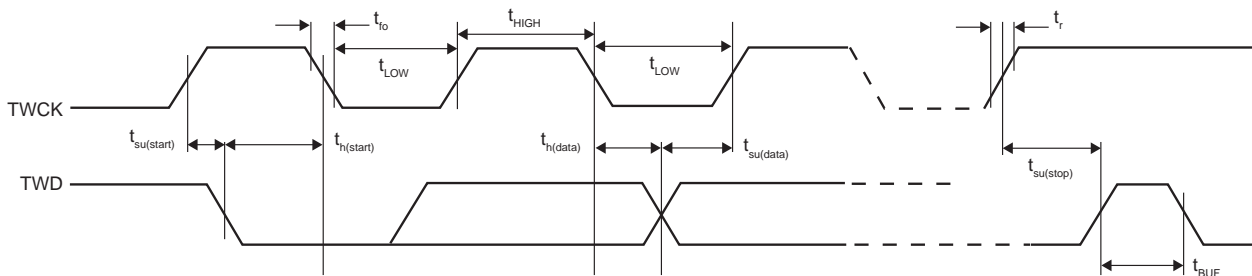 t_fo
t_HIGH
t_r
t_LOW
t_LOW
TWCK
t_su(start)
t_h(start)
t_h(data)
t_su(data)
t_su(stop)
TWD
t_BUF